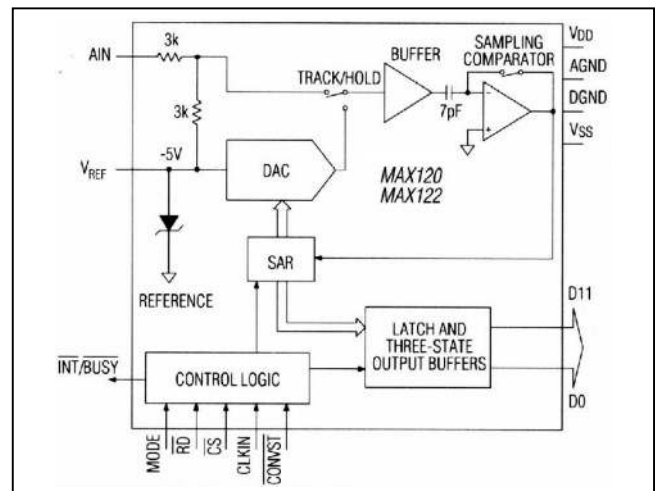 AIN
3k
3k
BUFFER
SAMPLING
COMPARATOR
TRACK/HOLD
7pF
-
+
VDD
AGND
DGND
VSS
VREF
-5V
DAC
MAX120
MAX122
REFERENCE
SAR
LATCH AND
THREE-STATE
OUTPUT BUFFERS
D11
D0
INT/BUSY
CONTROL LOGIC
MODE
RD
CS
CLKIN
CONVST